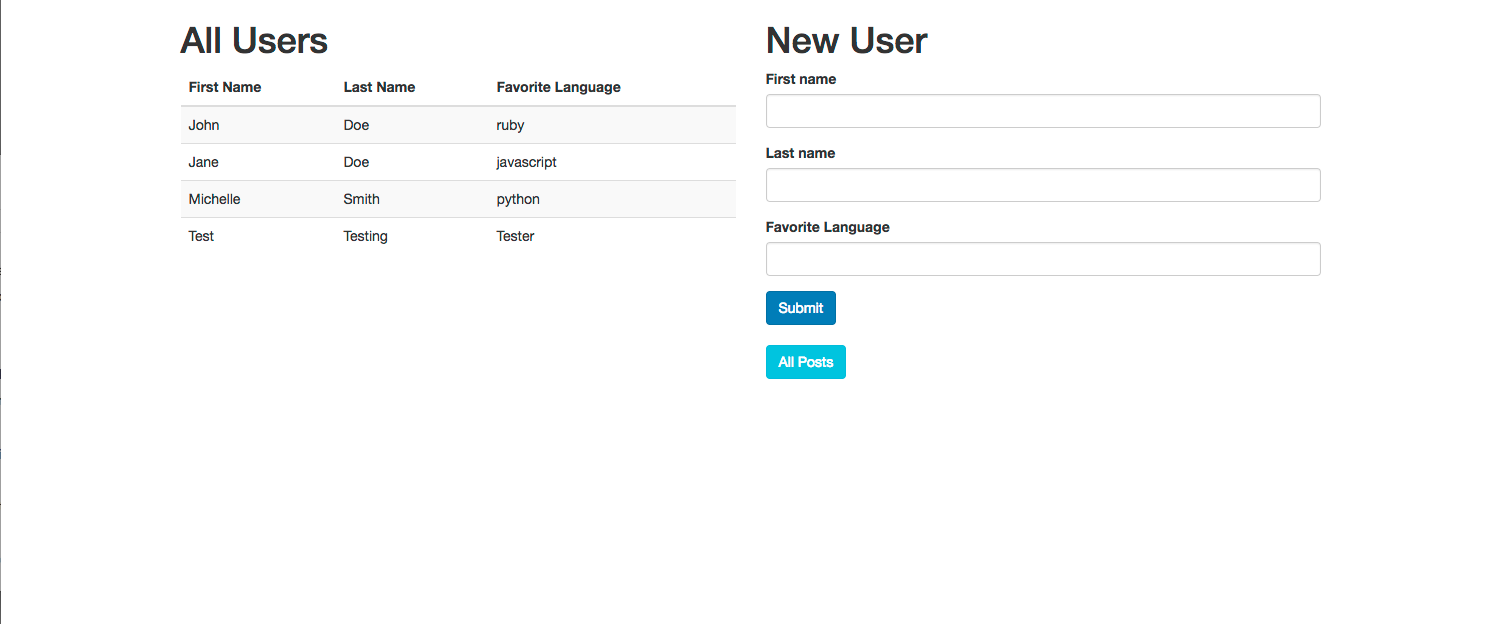 All Users
First Name Last Name Favorite Language
John Doe ruby
Jane Doe javascript
Michelle Smith python
Test Testing Tester
New User
First name
Last name
Favorite Language
Submit
All Posts